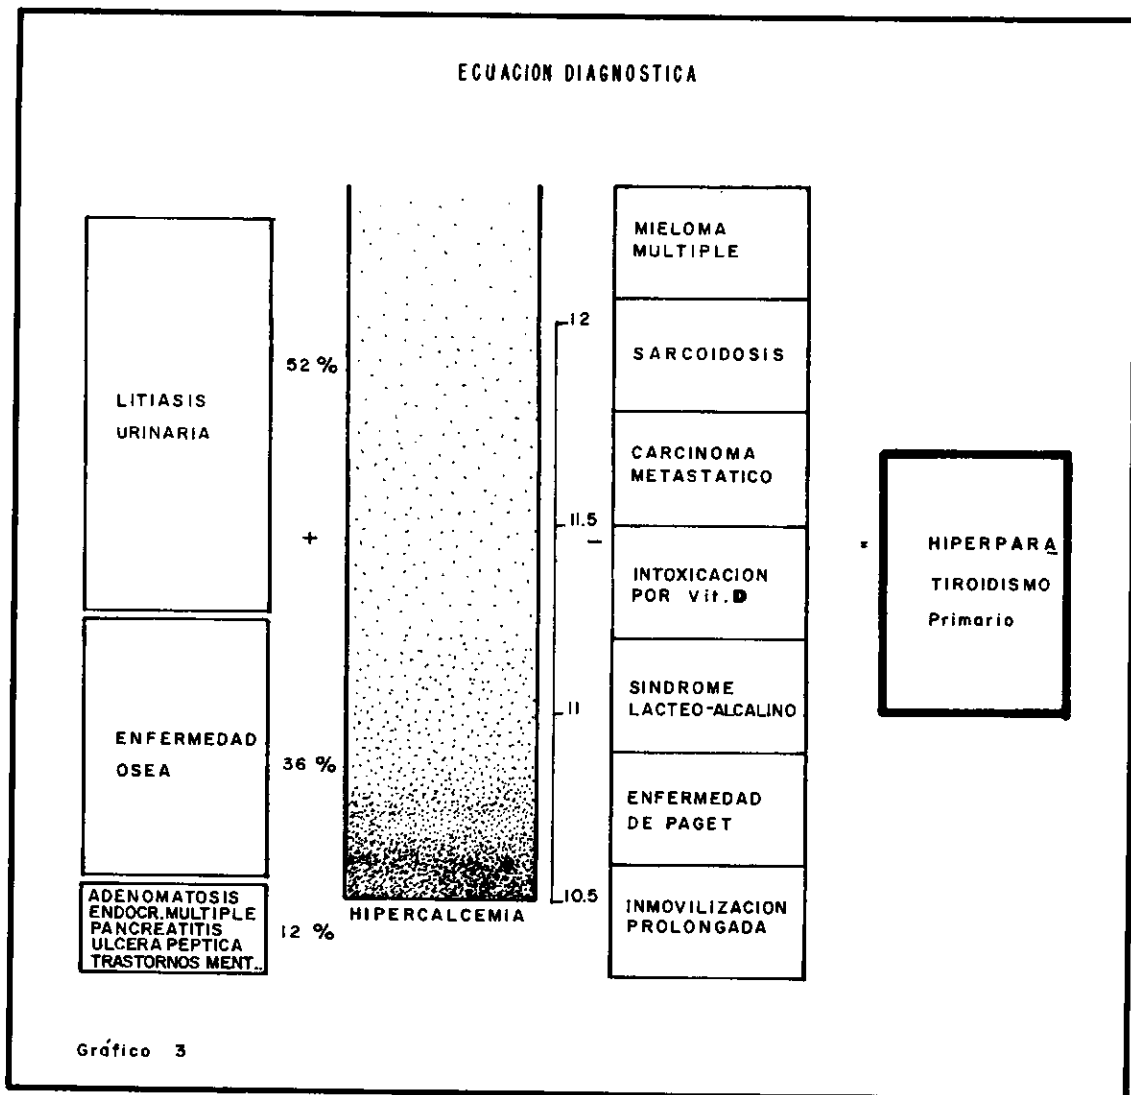 ECUACION DIAGNOSTICA
LITIASIS
URINARIA
52 %
+
ENFERMEDAD
OSEA
36 %
ADENOMATOSIS
ENDOCR. MULTIPLE
PANCREATITIS
ULCERA PEPTICA
TRASTORNOS MENT..
12 %
HIPERCALCEMIA
12
11.5
11
10.5
–
MIELOMA
MULTIPLE
SARCOIDOSIS
CARCINOMA
METASTATICO
INTOXICACION
POR Vit. D
SINDROME
LACTEO-ALCALINO
ENFERMEDAD
DE PAGET
INMOVILIZACION
PROLONGADA
=
HIPERPARA
TIROIDISMO
Primario
Gráfico 3